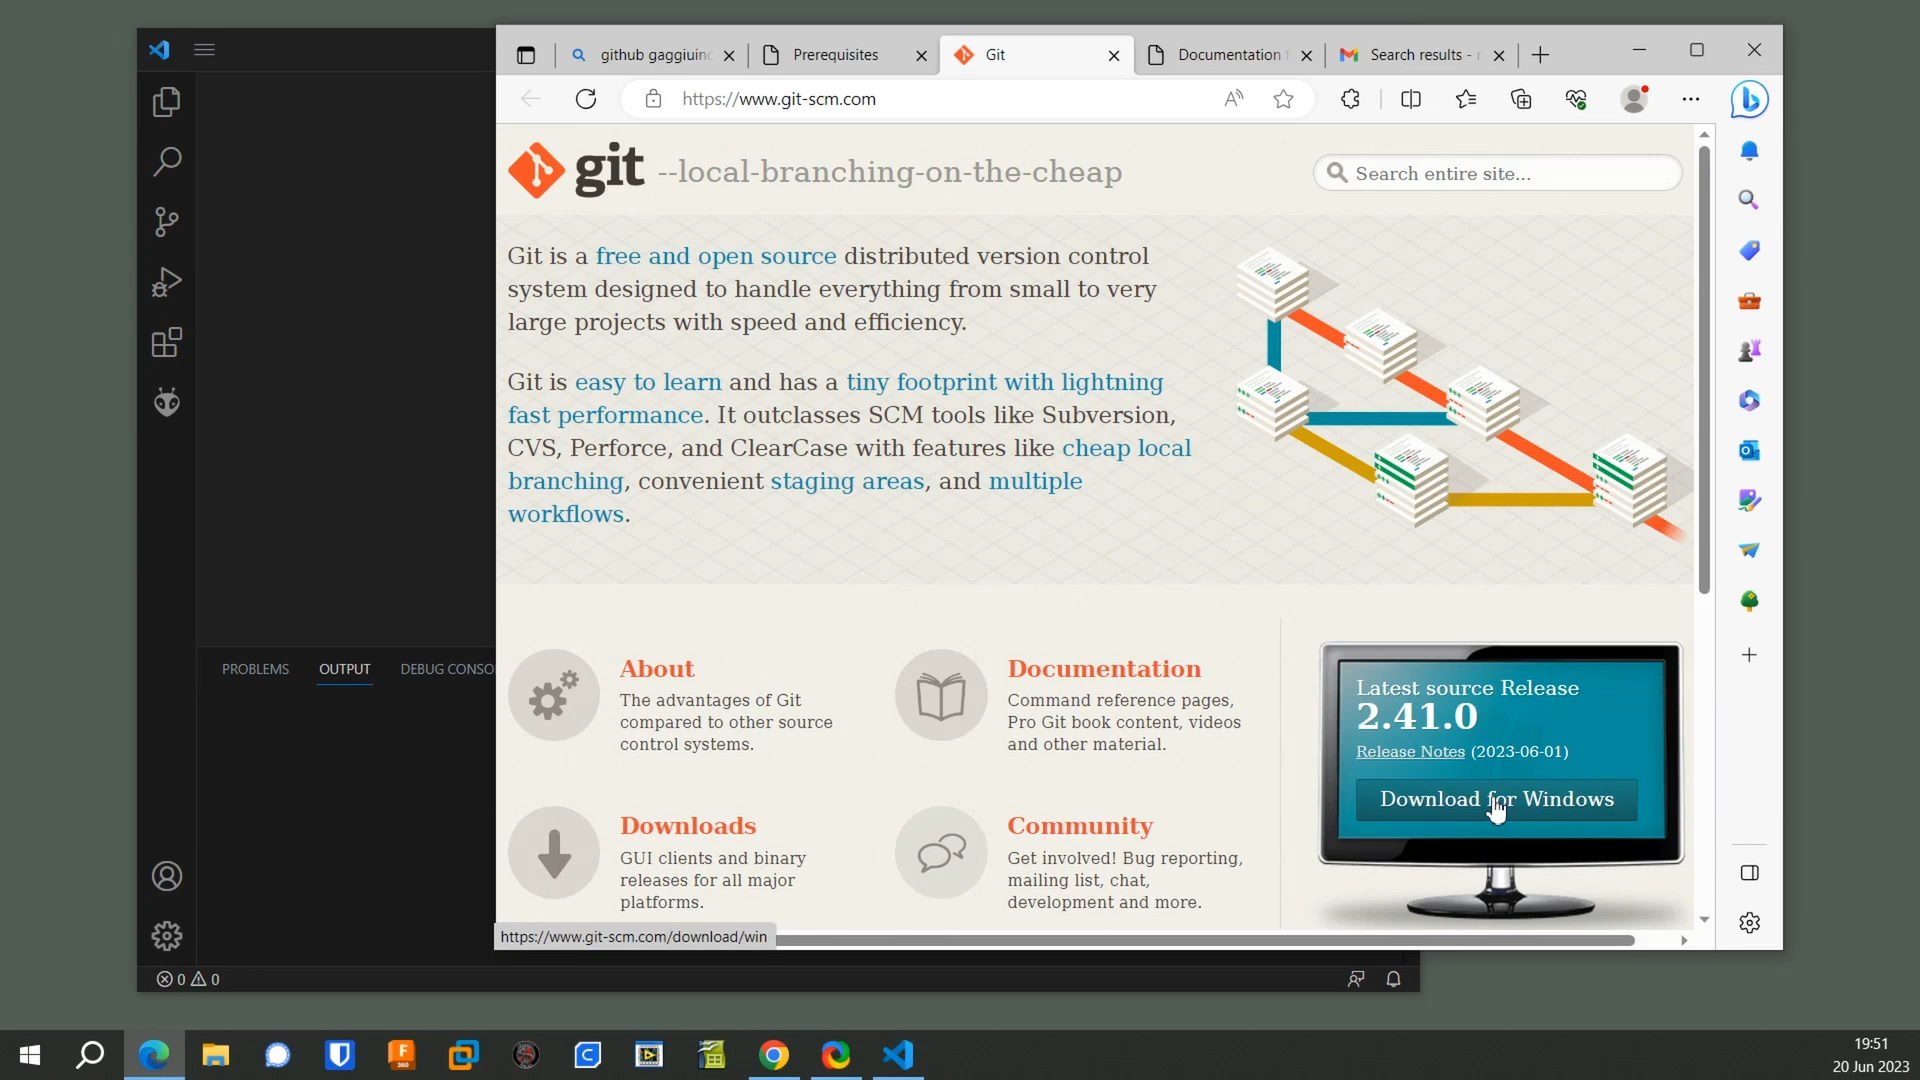 github gaggiuin
Prerequisites
Git
Documentation f
Search results - r
https://www.git-scm.com
git --local-branching-on-the-cheap
Search entire site...
Git is a free and open source distributed version control
system designed to handle everything from small to very
large projects with speed and efficiency.
Git is easy to learn and has a tiny footprint with lightning
fast performance. It outclasses SCM tools like Subversion,
CVS, Perforce, and ClearCase with features like cheap local
branching, convenient staging areas, and multiple
workflows.
PROBLEMS
OUTPUT
DEBUG CONSO
About
The advantages of Git
compared to other source
control systems.
Documentation
Command reference pages,
Pro Git book content, videos
and other material.
Latest source Release
2.41.0
Release Notes (2023-06-01)
Download for Windows
Downloads
GUI clients and binary
releases for all major
platforms.
Community
Get involved! Bug reporting,
mailing list, chat,
development and more.
https://www.git-scm.com/download/win
0 0
F
360
19:51
20 Jun 2023